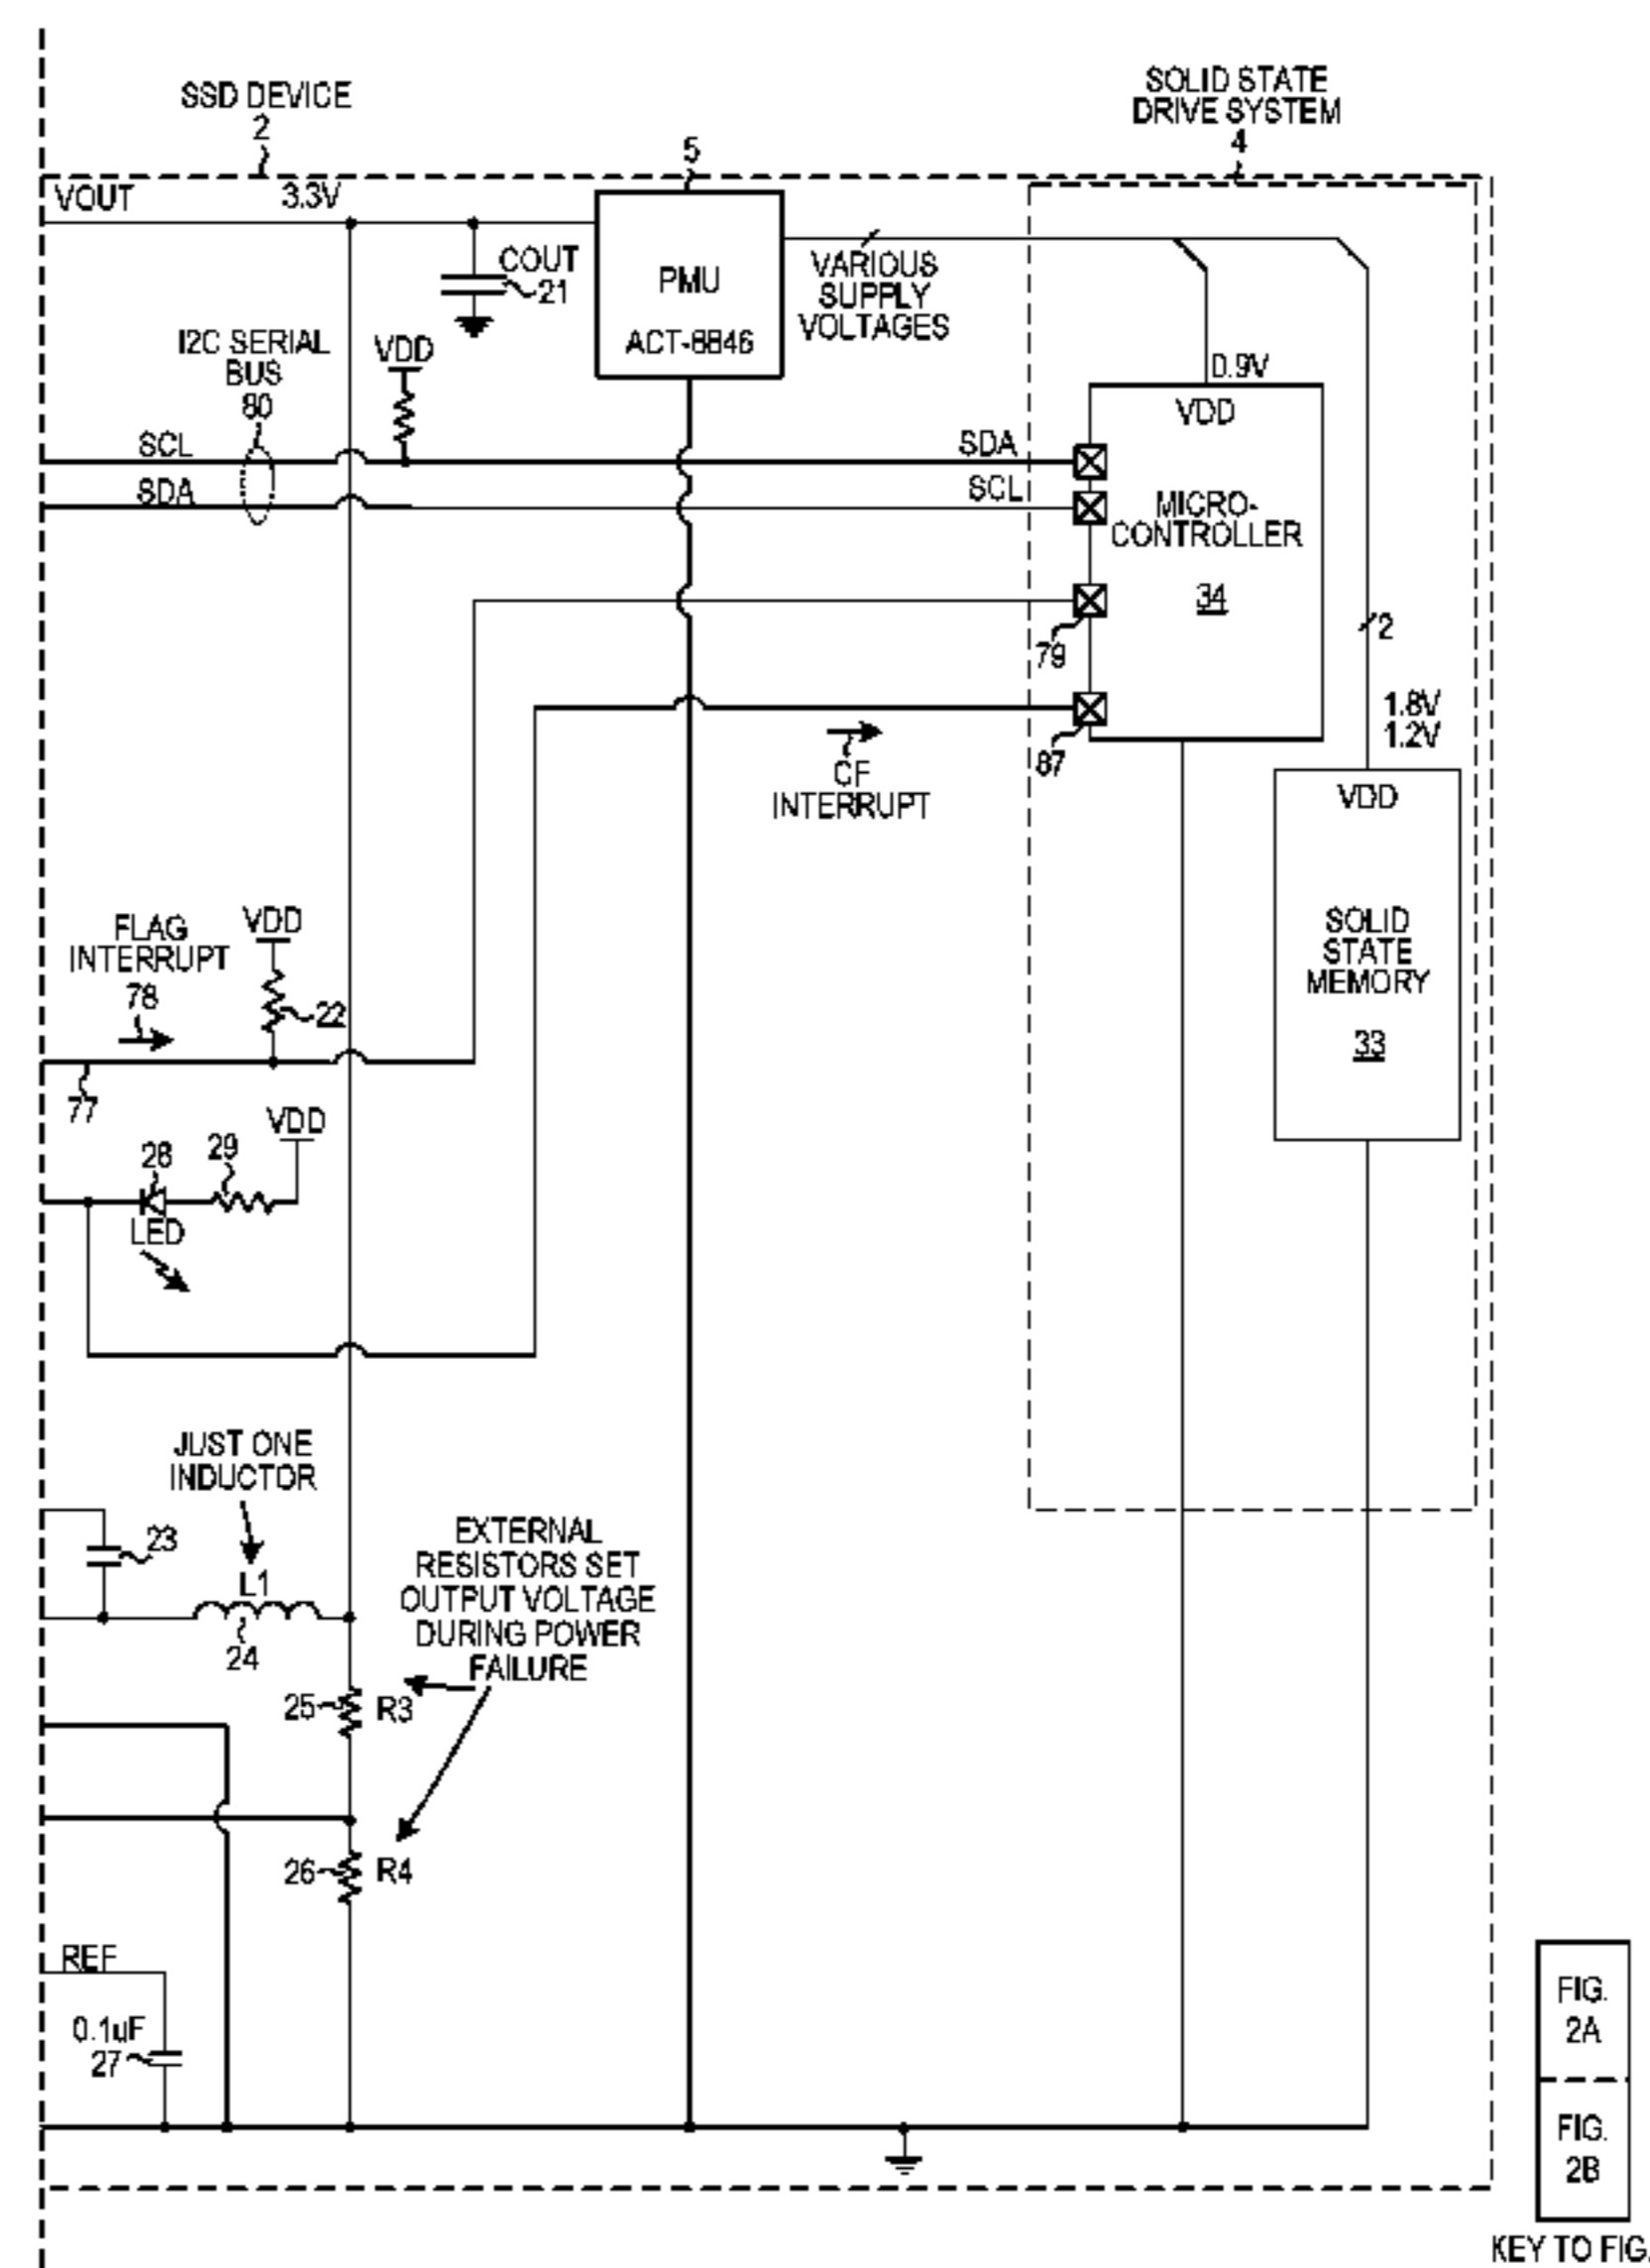 SSD DEVICE
2
SOLID STATE
DRIVE SYSTEM
4
5
VOUT
3.3V
COUT
21
PMU
ACT-8846
VARIOUS
SUPPLY
VOLTAGES
I2C SERIAL
BUS
80
VDD
0.9V
VDD
SCL
SDA
SDA
SCL
MICRO-
CONTROLLER
34
79
2
1.8V
1.2V
87
CF
INTERRUPT
VDD
FLAG
INTERRUPT
78
VDD
22
SOLID
STATE
MEMORY
33
77
VDD
28
29
LED
JUST ONE
INDUCTOR
23
L1
24
EXTERNAL
RESISTORS SET
OUTPUT VOLTAGE
DURING POWER
FAILURE
25
R3
26
R4
REF
0.1uF
27
FIG.
2A
FIG.
2B
KEY TO FIG